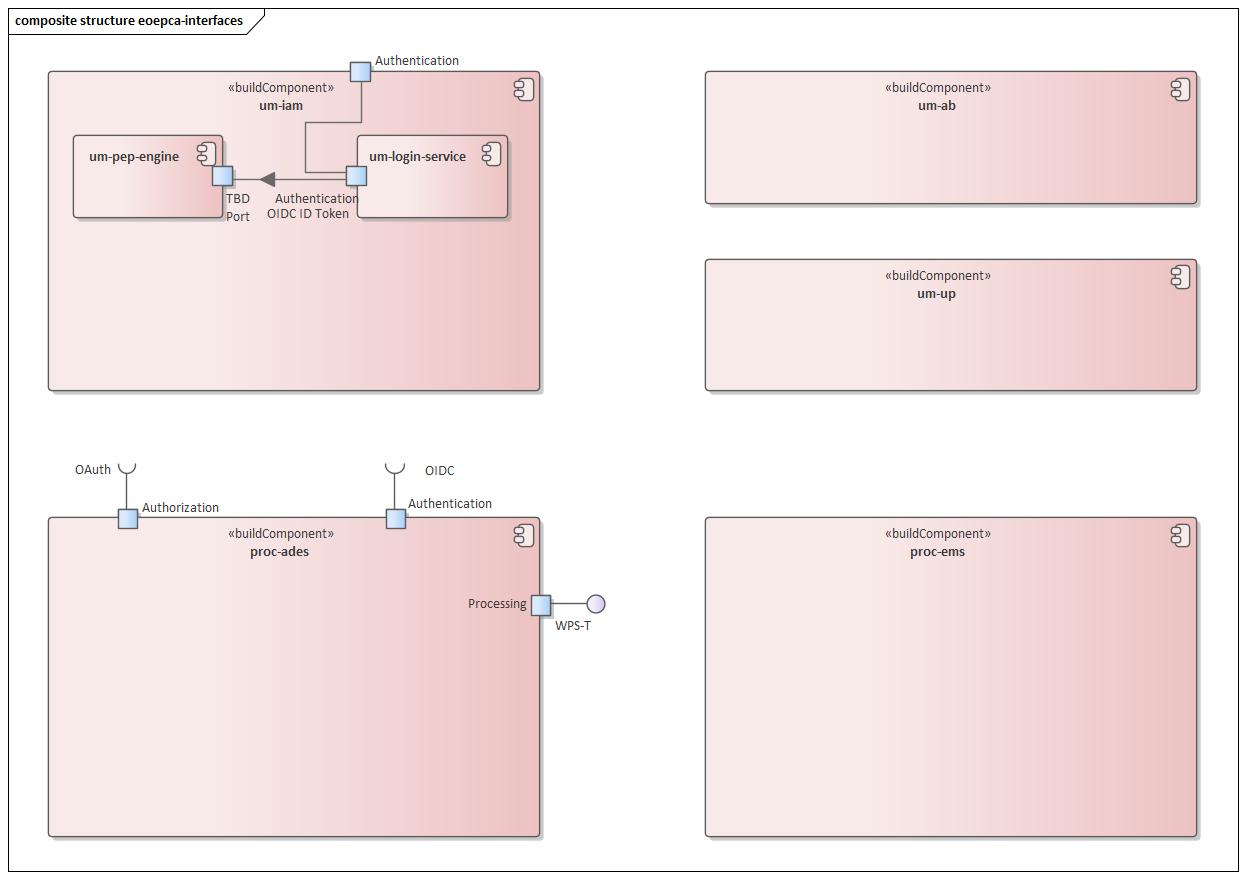 composite structure eoepca-interfaces
Authentication
«buildComponent»
um-iam
um-pep-engine
um-login-service
TBD
Port
Authentication
OIDC ID Token
«buildComponent»
um-ab
«buildComponent»
um-up
OAuth
OIDC
Authorization
Authentication
«buildComponent»
proc-ades
Processing
WPS-T
«buildComponent»
proc-ems